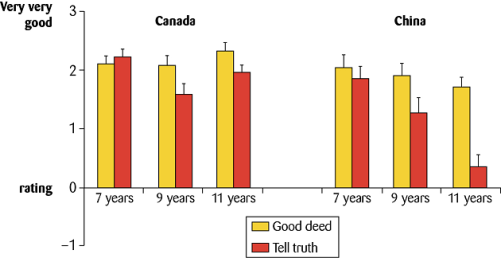 Very very
good
3
Canada
China
2
1
rating
0
7 years
9 years
11 years
7 years
9 years
11 years
−1
Good deed
Tell truth